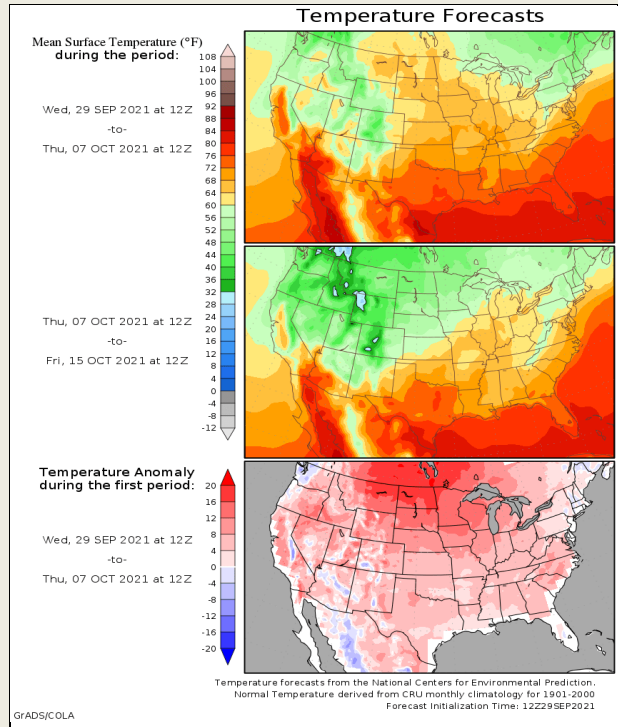 Temperature Forecasts
Mean Surface Temperature (°F)
during the period:
108
104
100
96
92
88
84
80
76
72
68
64
60
56
52
48
44
40
36
32
28
24
20
16
12
8
4
0
-4
-8
-12
Wed, 29 SEP 2021 at 12Z
-to-
Thu, 07 OCT 2021 at 12Z
Thu, 07 OCT 2021 at 12Z
-to-
Fri, 15 OCT 2021 at 12Z
Temperature Anomaly
during the first period:
20
16
12
8
4
0
-4
-8
-12
-16
-20
Wed, 29 SEP 2021 at 12Z
-to-
Thu, 07 OCT 2021 at 12Z
Temperature forecasts from the National Centers for Environmental Prediction.
Normal Temperature derived from CRU monthly climatology for 1901-2000
Forecast Initialization Time: 12Z29SEP2021
GrADS/COLA